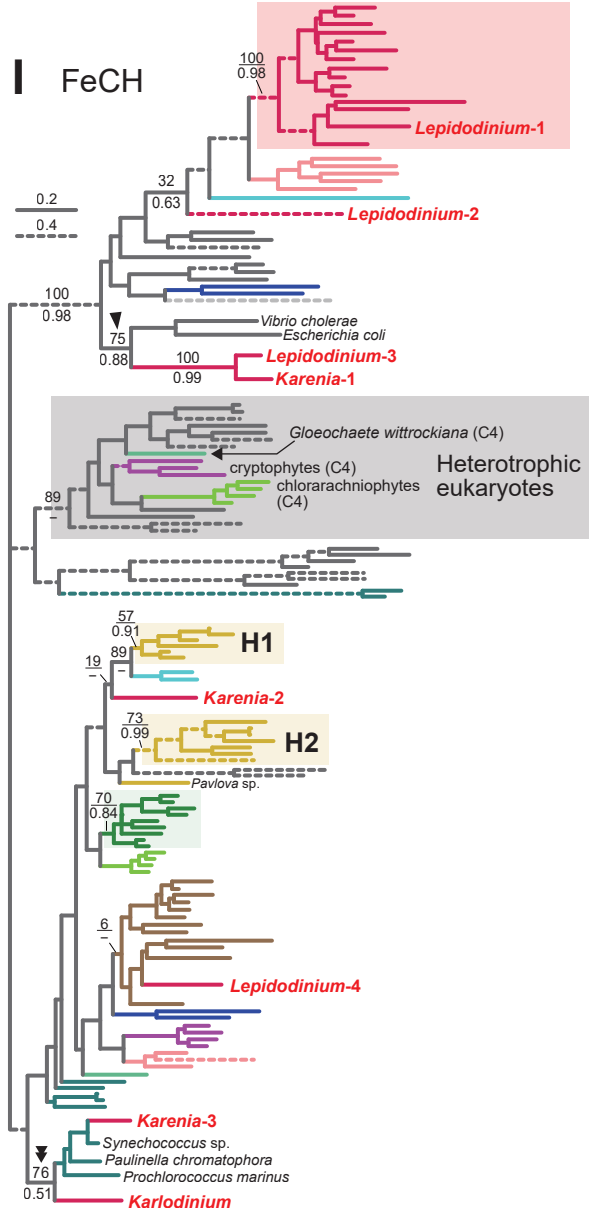 I FeCH
100
0.98
Lepidodinium-1
32
0.63
Lepidodinium-2
0.2
0.4
100
0.98
75
0.88
Vibrio cholerae
Escherichia coli
100
0.99
Lepidodinium-3
Karenia-1
Gloeochaete wittrockiana (C4)
cryptophytes (C4)
chlorarachniophytes
(C4)
Heterotrophic
eukaryotes
89
–
57
0.91
H1
89
–
19
–
Karenia-2
73
0.99
H2
Pavlova sp.
70
0.84
6
–
Lepidodinium-4
Karenia-3
Synechococcus sp.
Paulinella chromatophora
Prochlorococcus marinus
76
0.51
Karlodinium